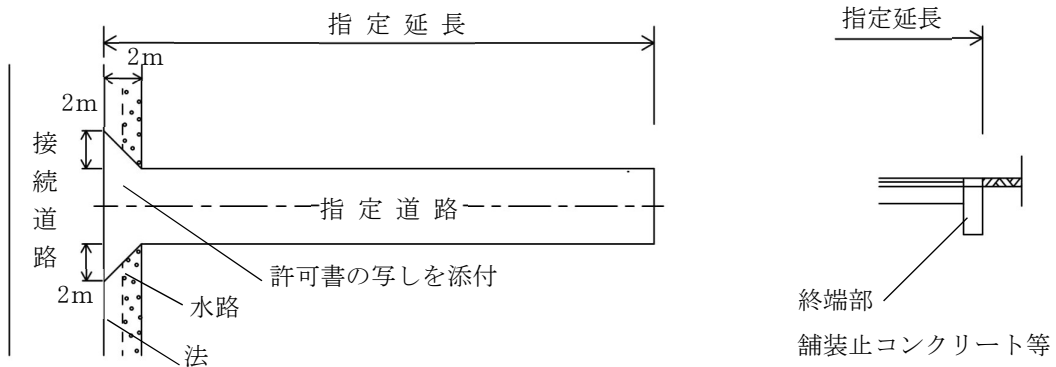 指定延長
2m
2m
接続道路
指定道路
2m
許可書の写しを添付
水路
法
指定延長
終端部
舗装止コンクリート等